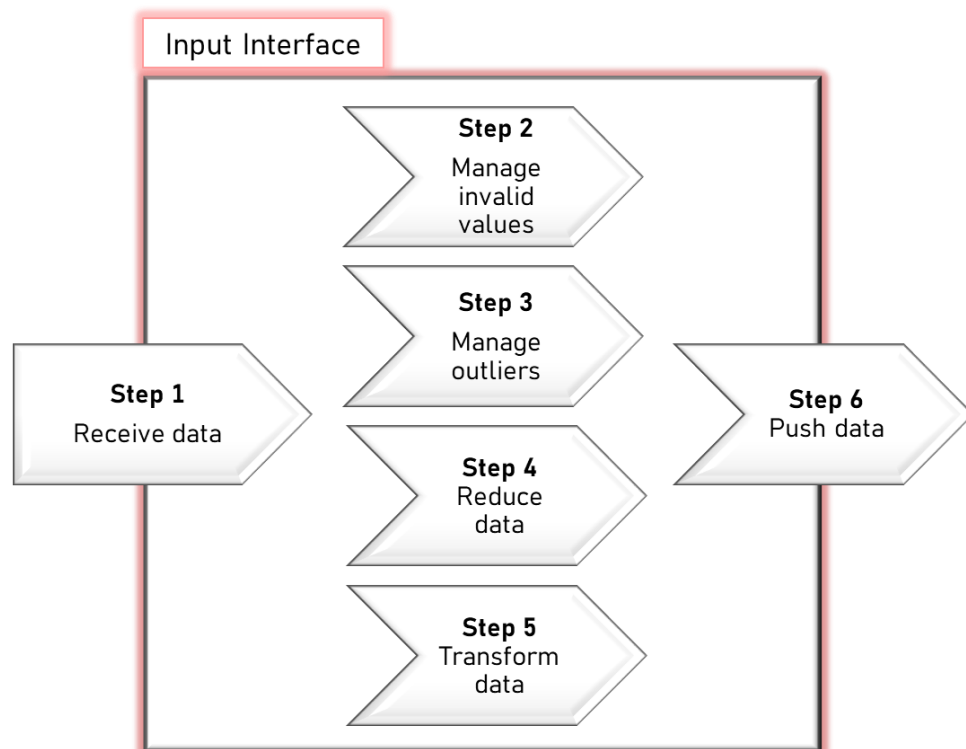 Input Interface
Step 2
Manage
invalid
values
Step 3
Manage
outliers
Step 1
Receive data
Step 6
Push data
Step 4
Reduce
data
Step 5
Transform
data